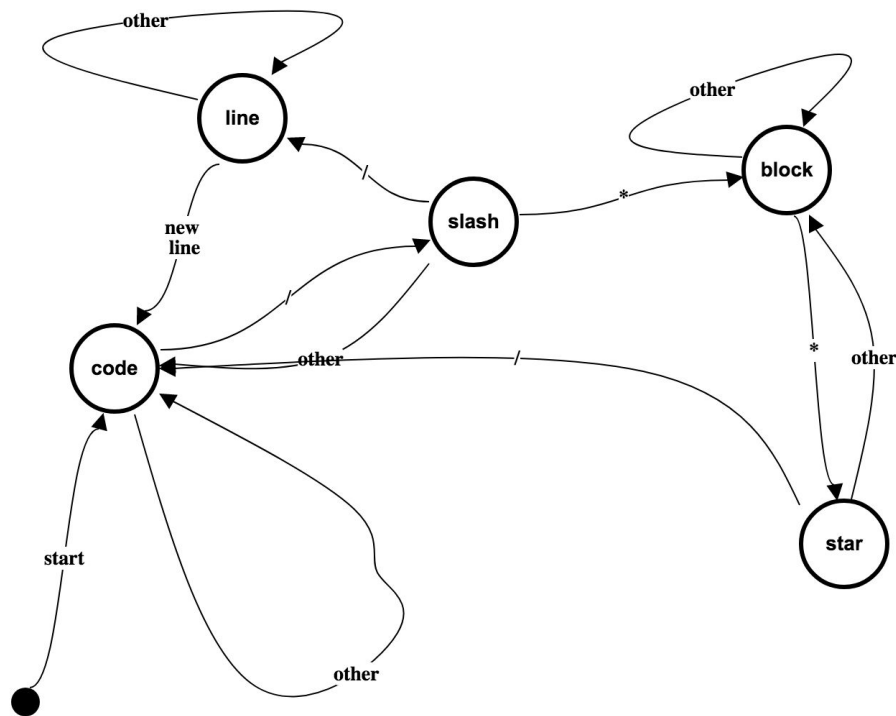 other
line
other
block
/
*
slash
new
line
/
*
other
other
/
code
star
start
other